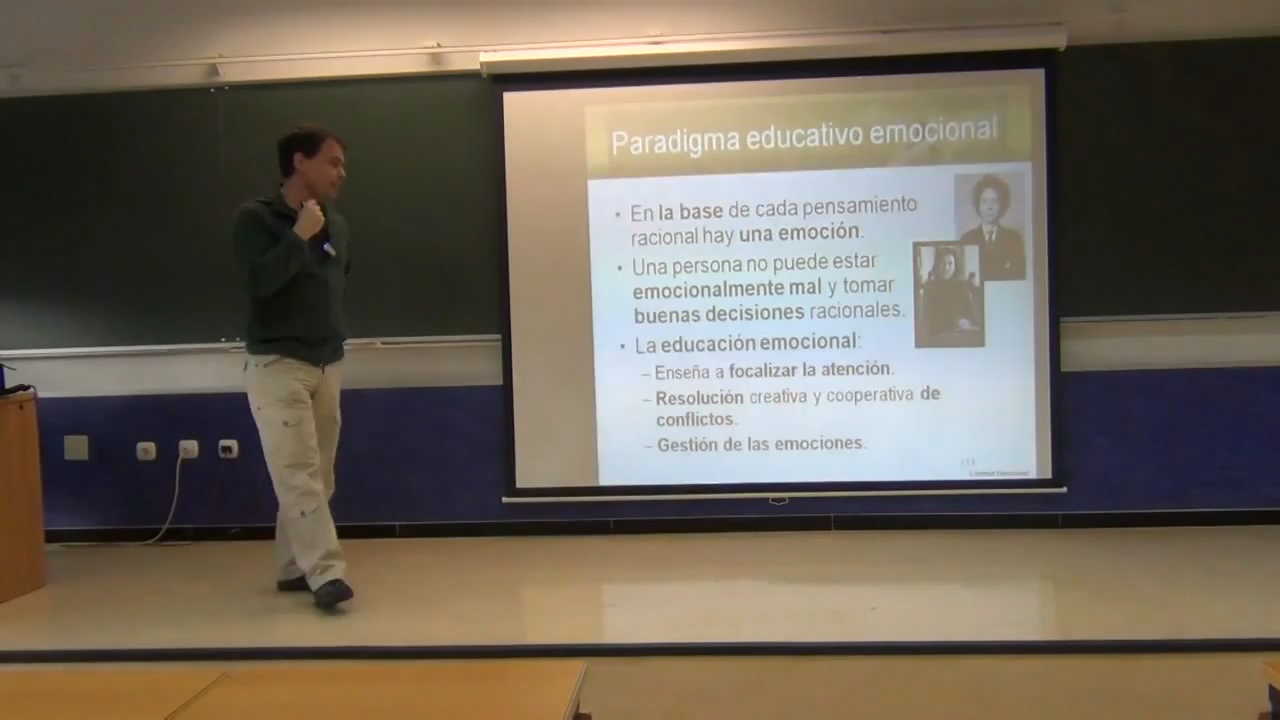 Paradigma educativo emocional
• En la base de cada pensamiento
racional hay una emoción.
• Una persona no puede estar
emocionalmente mal y tomar
buenas decisiones racionales.
• La educación emocional:
– Enseña a focalizar la atención.
– Resolución creativa y cooperativa de
conflictos.
– Gestión de las emociones.